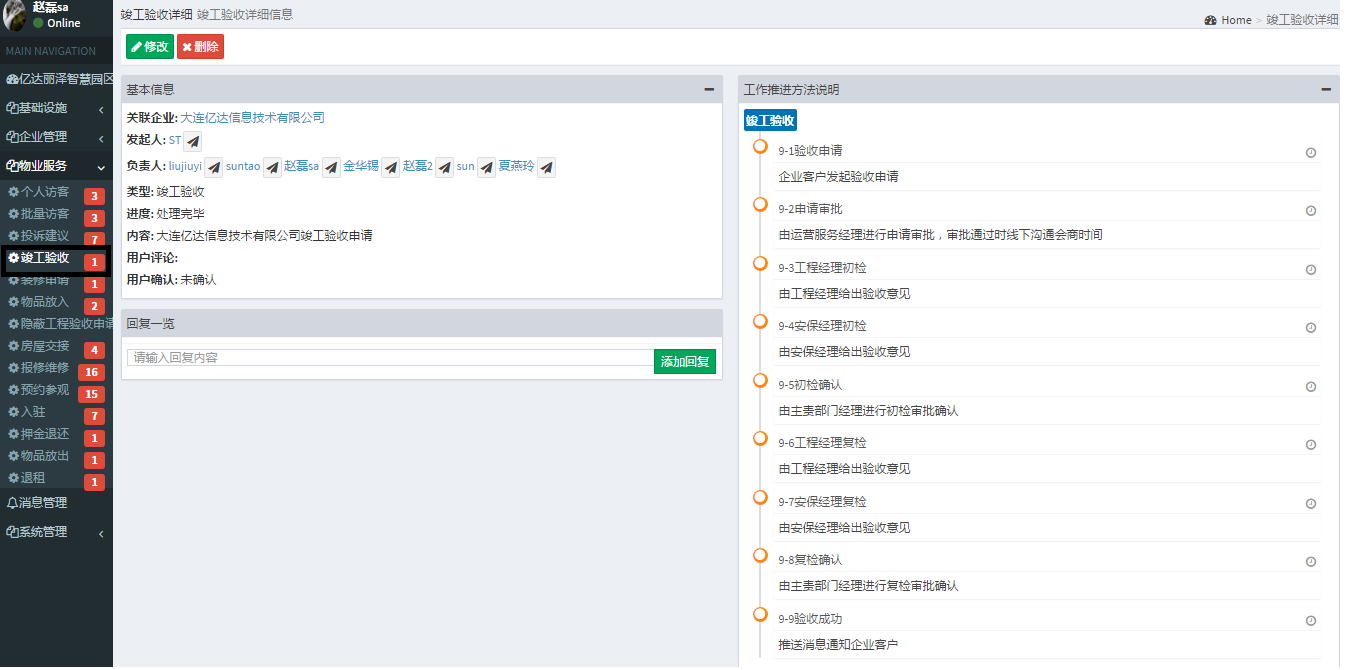 赵磊sa
Online
MAIN NAVIGATION
亿达丽泽智慧园区
基础设施
企业管理
物业服务
个人访客 3
批量访客 3
投诉建议 7
竣工验收 1
装修申请 1
物品放入 2
隐蔽工程验收申请
房屋交接 4
报修维修 16
预约参观 15
入驻 7
押金退还 1
物品放出 1
退租 1
消息管理
系统管理
竣工验收详细 竣工验收详细信息
Home > 竣工验收详细
修改 删除
基本信息
关联企业: 大连亿达信息技术有限公司
发起人: ST
负责人: liujiuyi suntao 赵磊sa 金华锡 赵磊2 sun 夏燕玲
类型: 竣工验收
进度: 处理完毕
内容: 大连亿达信息技术有限公司竣工验收申请
用户评论:
用户确认: 未确认
回复一览
请输入回复内容 添加回复
工作推进方法说明
竣工验收
9-1验收申请
企业客户发起验收申请
9-2申请审批
由运营服务经理进行申请审批，审批通过时线下沟通会商时间
9-3工程经理初检
由工程经理给出验收意见
9-4安保经理初检
由安保经理给出验收意见
9-5初检确认
由主责部门经理进行初检审批确认
9-6工程经理复检
由工程经理给出验收意见
9-7安保经理复检
由安保经理给出验收意见
9-8复检确认
由主责部门经理进行复检审批确认
9-9验收成功
推送消息通知企业客户